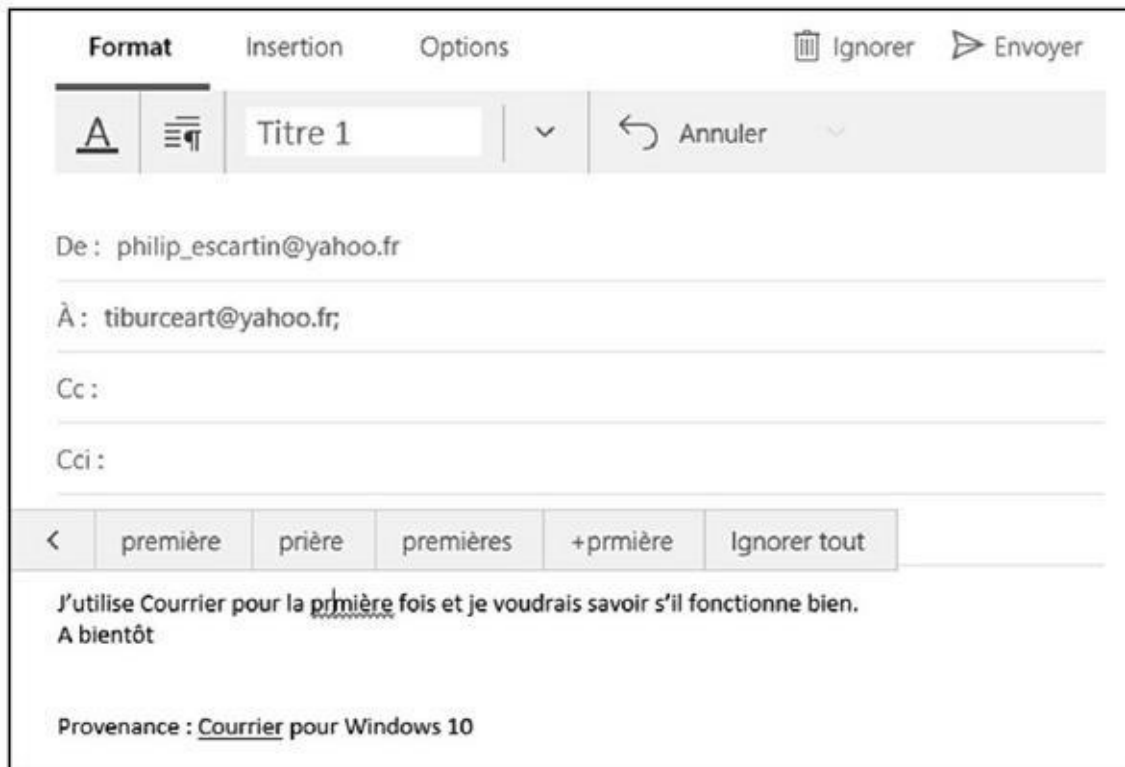 Format Insertion Options Ignorer Envoyer
A Titre 1 Annuler
De : philip_escartin@yahoo.fr
À : tiburceart@yahoo.fr;
Cc :
Cci :
première prière premières +prmière Ignorer tout
J'utilise Courrier pour la prmière fois et je voudrais savoir s'il fonctionne bien.
A bientôt
Provenance : Courrier pour Windows 10